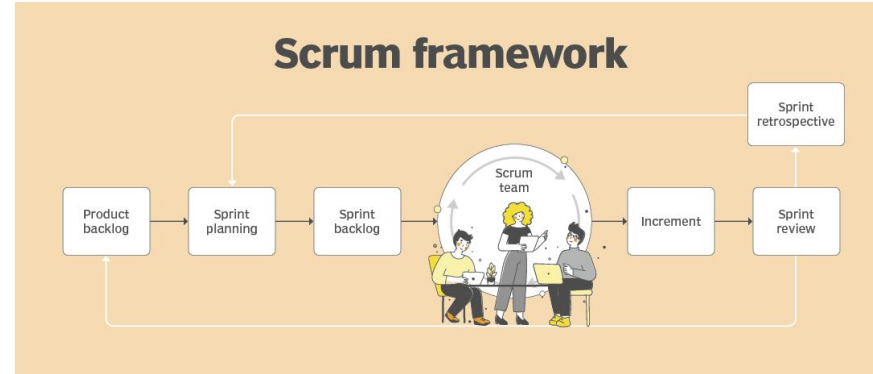 Scrum framework
Sprint
retrospective
Product
backlog
Sprint
planning
Sprint
backlog
Scrum
team
Increment
Sprint
review